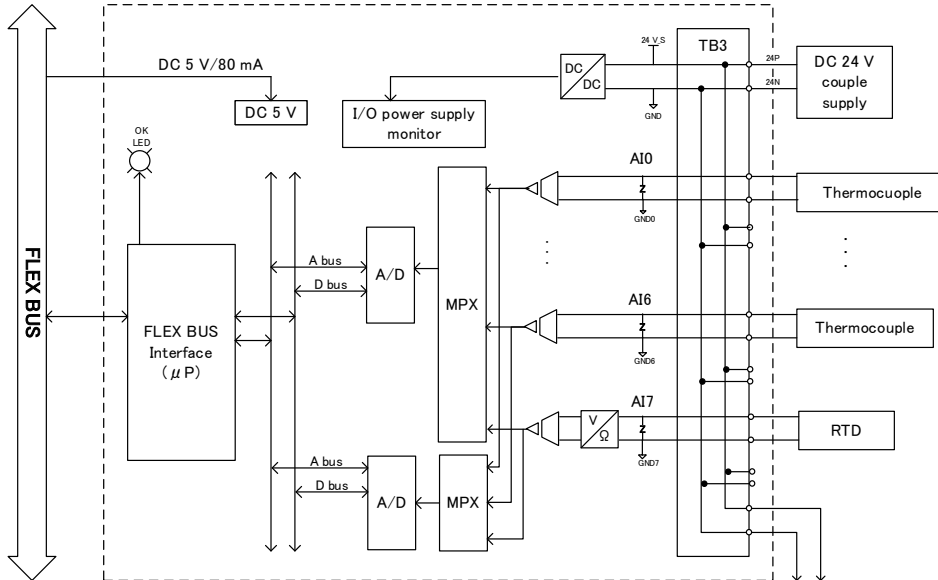 DC 5 V/80 mA
DC 5 V
I/O power supply
monitor
DC
DC
24 V_S
GND
TB3
24P
24N
DC 24 V
couple
supply
OK
LED
FLEX BUS
FLEX BUS
Interface
(μP)
A bus
D bus
A/D
MPX
AI0
Z
GND0
Thermocuople
AI6
Z
GND6
Thermocouple
AI7
V
Ω
Z
GND7
RTD
A bus
D bus
A/D
MPX